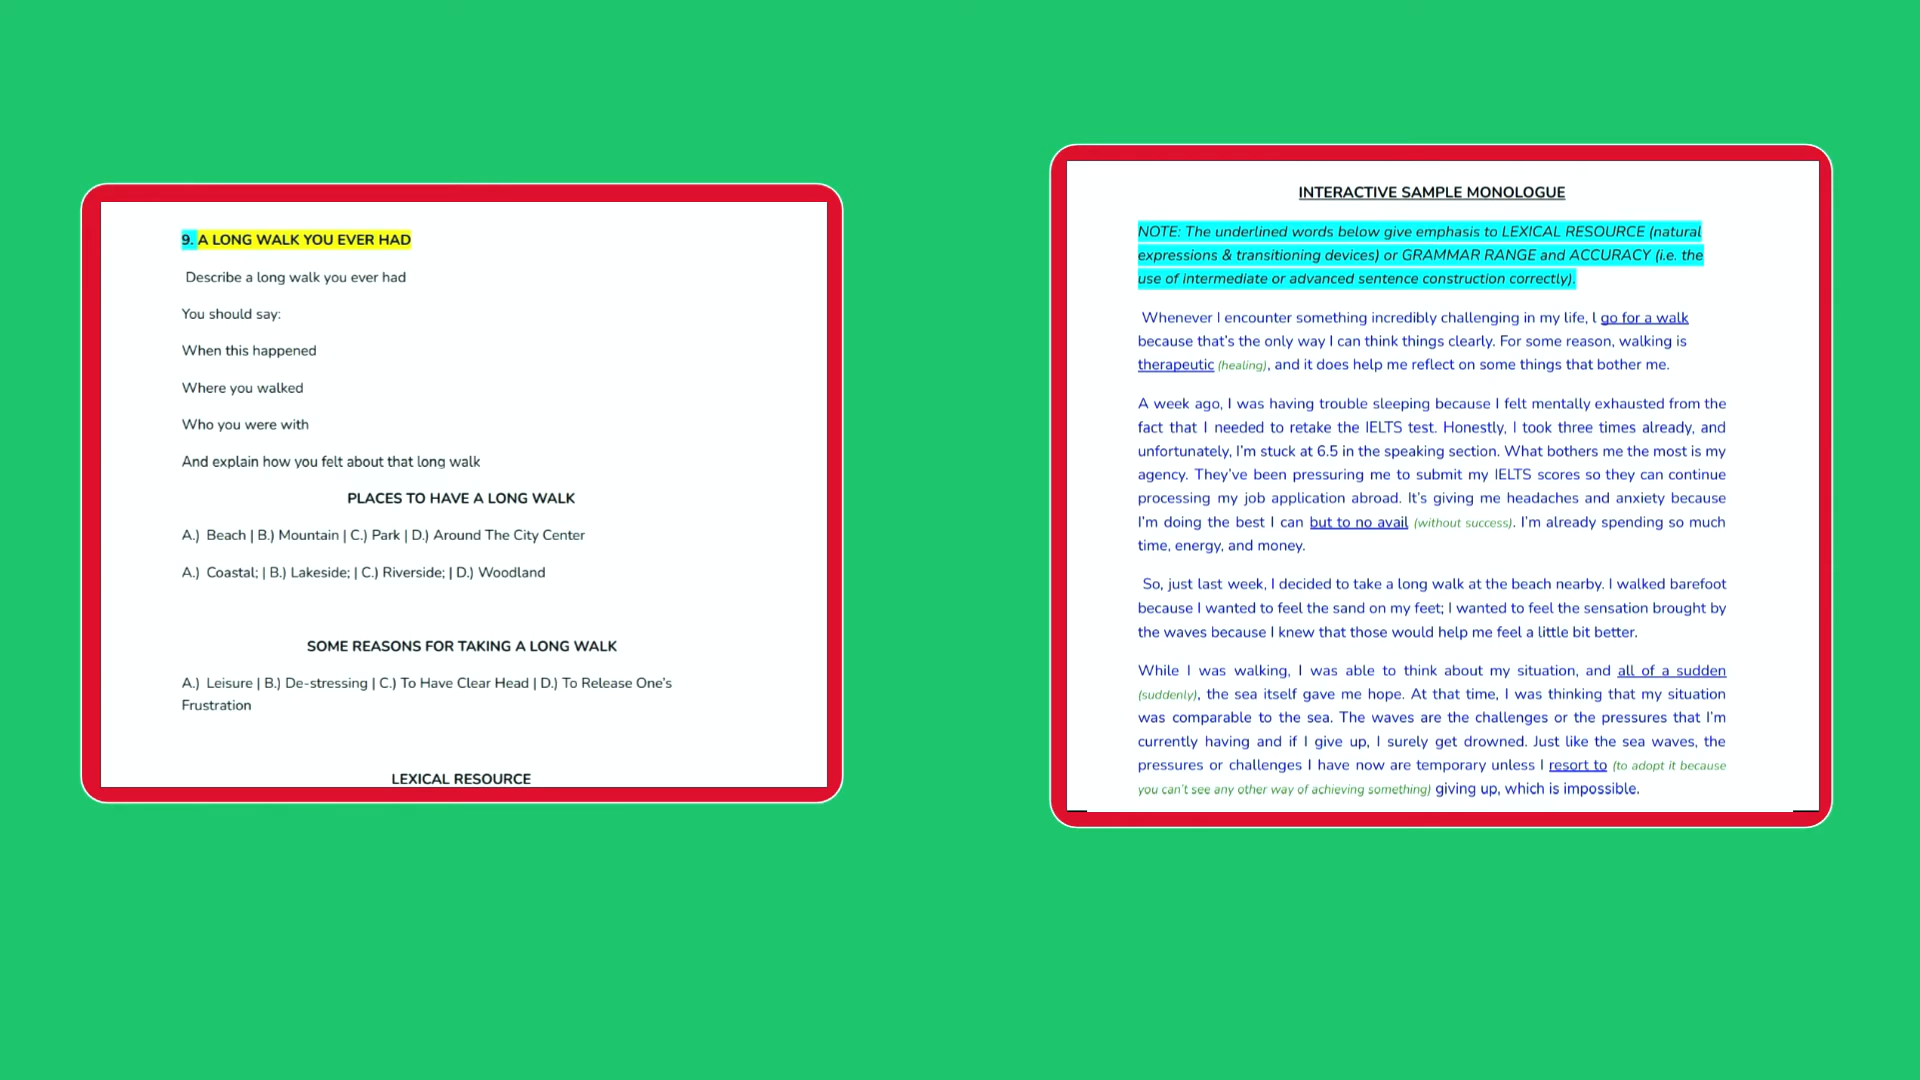 9. A LONG WALK YOU EVER HAD
Describe a long walk you ever had
You should say:
When this happened
Where you walked
Who you were with
And explain how you felt about that long walk
PLACES TO HAVE A LONG WALK
A.) Beach | B.) Mountain | C.) Park | D.) Around The City Center
A.) Coastal; | B.) Lakeside; | C.) Riverside; | D.) Woodland
SOME REASONS FOR TAKING A LONG WALK
A.) Leisure | B.) De-stressing | C.) To Have Clear Head | D.) To Release One's
Frustration
LEXICAL RESOURCE
INTERACTIVE SAMPLE MONOLOGUE
NOTE: The underlined words below give emphasis to LEXICAL RESOURCE (natural
expressions & transitioning devices) or GRAMMAR RANGE and ACCURACY (i.e. the
use of intermediate or advanced sentence construction correctly).
Whenever I encounter something incredibly challenging in my life, I go for a walk
because that's the only way I can think things clearly. For some reason, walking is
therapeutic (healing), and it does help me reflect on some things that bother me.
A week ago, I was having trouble sleeping because I felt mentally exhausted from the
fact that I needed to retake the IELTS test. Honestly, I took three times already, and
unfortunately, I'm stuck at 6.5 in the speaking section. What bothers me the most is my
agency. They've been pressuring me to submit my IELTS scores so they can continue
processing my job application abroad. It's giving me headaches and anxiety because
I'm doing the best I can but to no avail (without success). I'm already spending so much
time, energy, and money.
So, just last week, I decided to take a long walk at the beach nearby. I walked barefoot
because I wanted to feel the sand on my feet; I wanted to feel the sensation brought by
the waves because I knew that those would help me feel a little bit better.
While I was walking, I was able to think about my situation, and all of a sudden
(suddenly), the sea itself gave me hope. At that time, I was thinking that my situation
was comparable to the sea. The waves are the challenges or the pressures that I'm
currently having and if I give up, I surely get drowned. Just like the sea waves, the
pressures or challenges I have now are temporary unless I resort to (to adopt it because
you can't see any other way of achieving something) giving up, which is impossible.